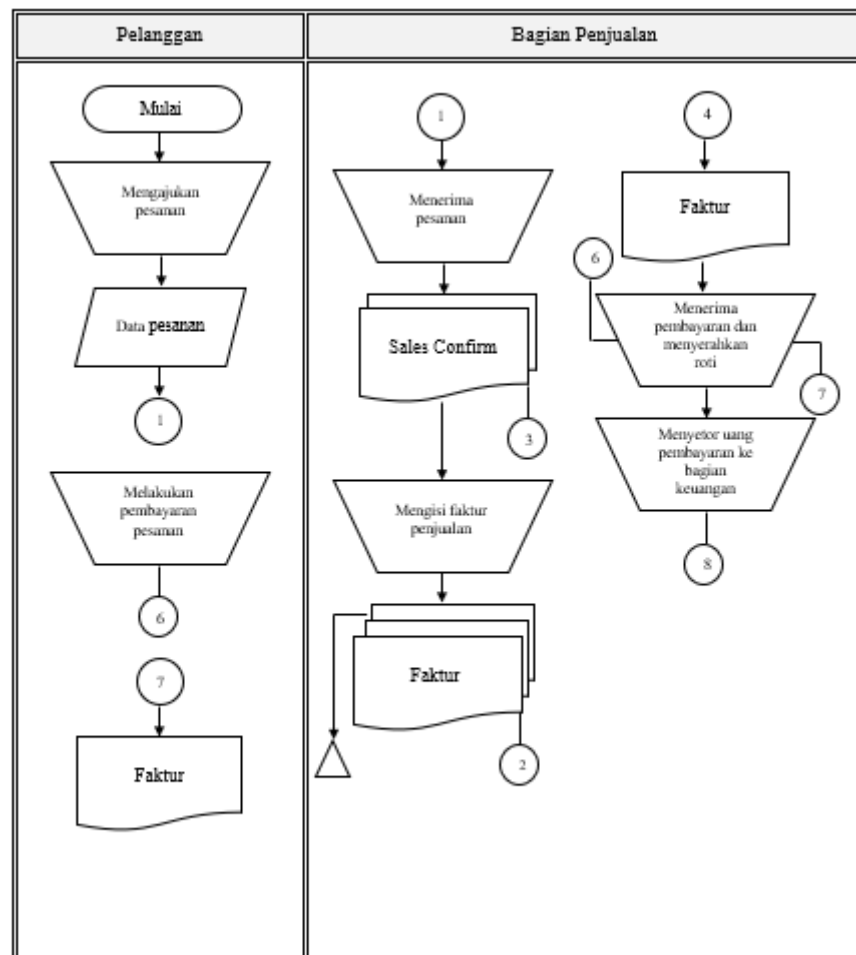 Pelanggan
Bagian Penjualan
Mulai
Mengajukan
pesanan
Data pesanan
1
Melakukan
pembayaran
pesanan
6
7
Faktur
1
Menerima
pesanan
Sales Confirm
3
Mengisi faktur
penjualan
Faktur
2
4
Faktur
6
Menerima
pembayaran dan
menyerahkan
roti
7
Menyetor uang
pembayaran ke
bagian
keuangan
8